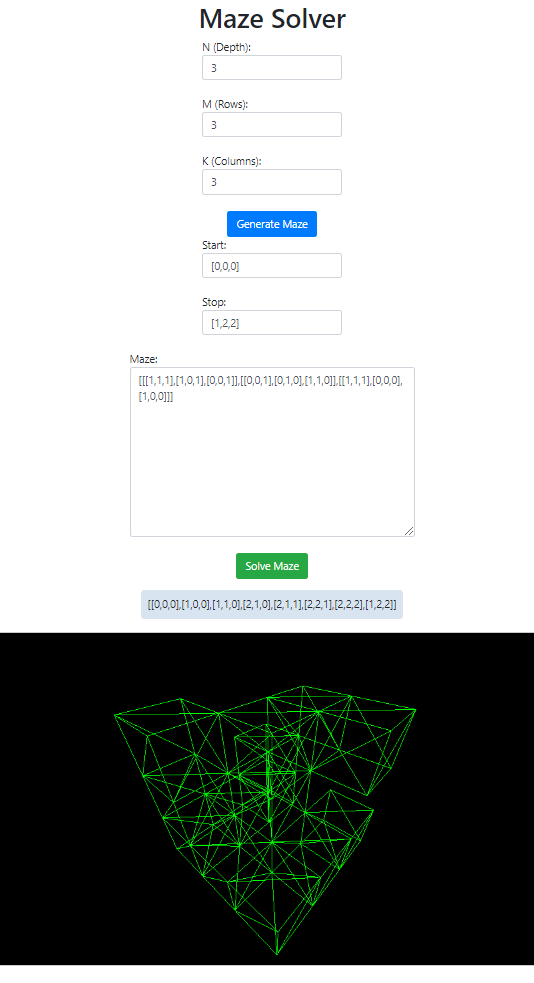 Maze Solver
N (Depth):
3
M (Rows):
3
K (Columns):
3
Generate Maze
Start:
[0,0,0]
Stop:
[1,2,2]
Maze:
[[[1,1,1],[1,0,1],[0,0,1]],[[0,0,1],[0,1,0],[1,1,0]],[[1,1,1],[0,0,0],
[1,0,0]]]
Solve Maze
[[0,0,0],[1,0,0],[1,1,0],[2,1,0],[2,1,1],[2,2,1],[2,2,2],[1,2,2]]